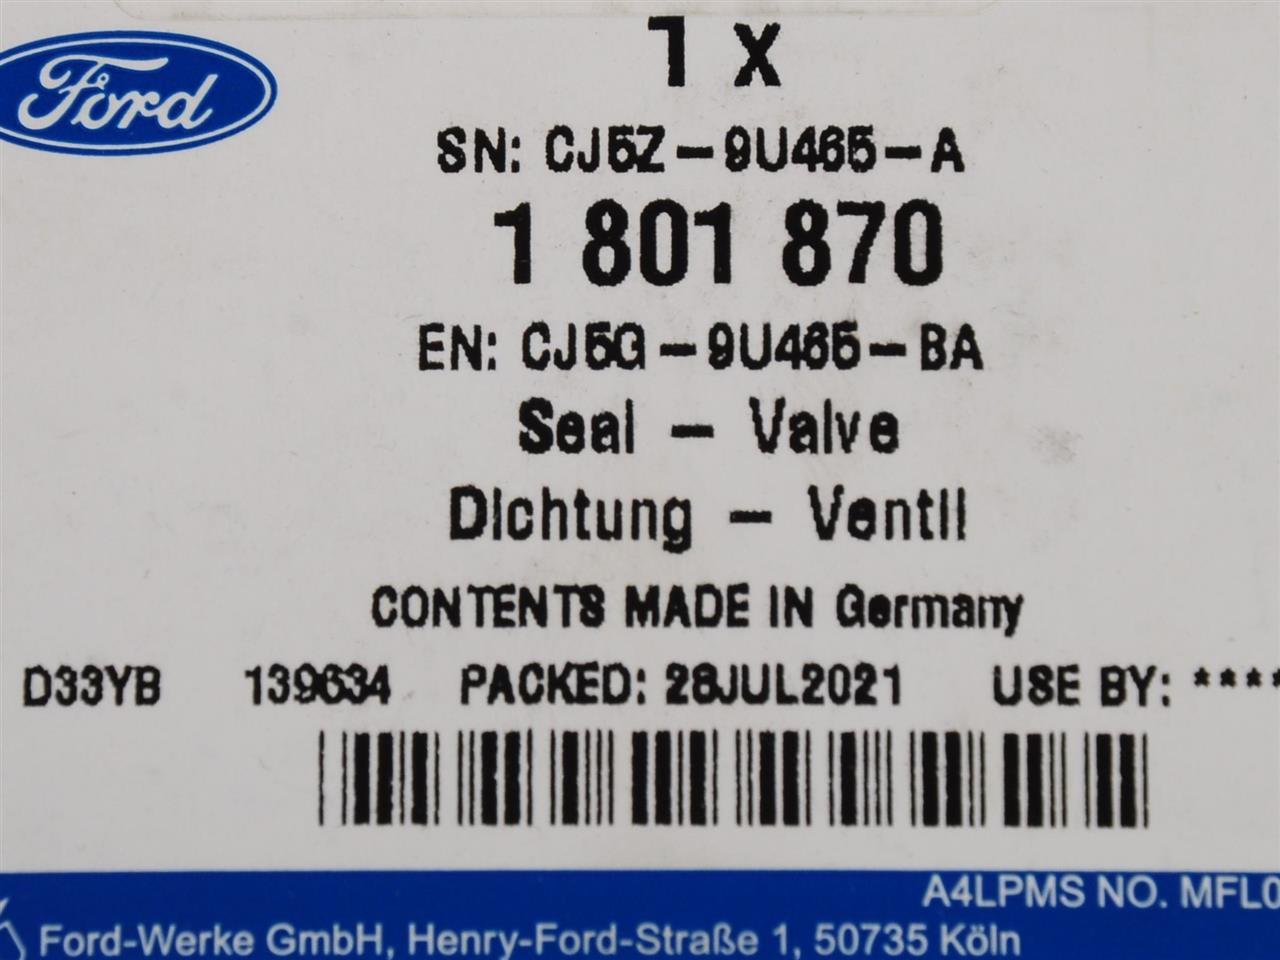 Ford
1 x
SN: CJ5Z-9U465-A
1 801 870
EN: CJ5G-9U465-BA
Seal - Valve
Dichtung - Ventil
CONTENTS MADE IN Germany
D33YB 139634 PACKED: 28JUL2021 USE BY: ****
A4LPMS NO. MFL0
Ford-Werke GmbH, Henry-Ford-Straße 1, 50735 Köln